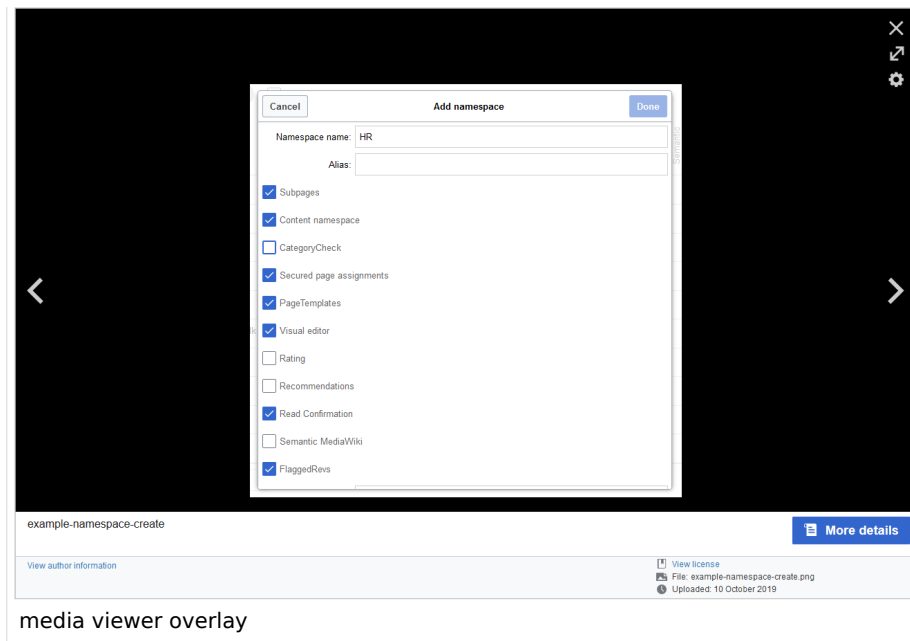 Cancel
Add namespace
Done
Namespace name:
HR
Alias:
Semantic
Subpages
Content namespace
CategoryCheck
Secured page assignments
PageTemplates
Visual editor
Rating
Recommendations
Read Confirmation
Semantic MediaWiki
FlaggedRevs
example-namespace-create
More details
View author information
View license
File: example-namespace-create.png
Uploaded: 10 October 2019
media viewer overlay